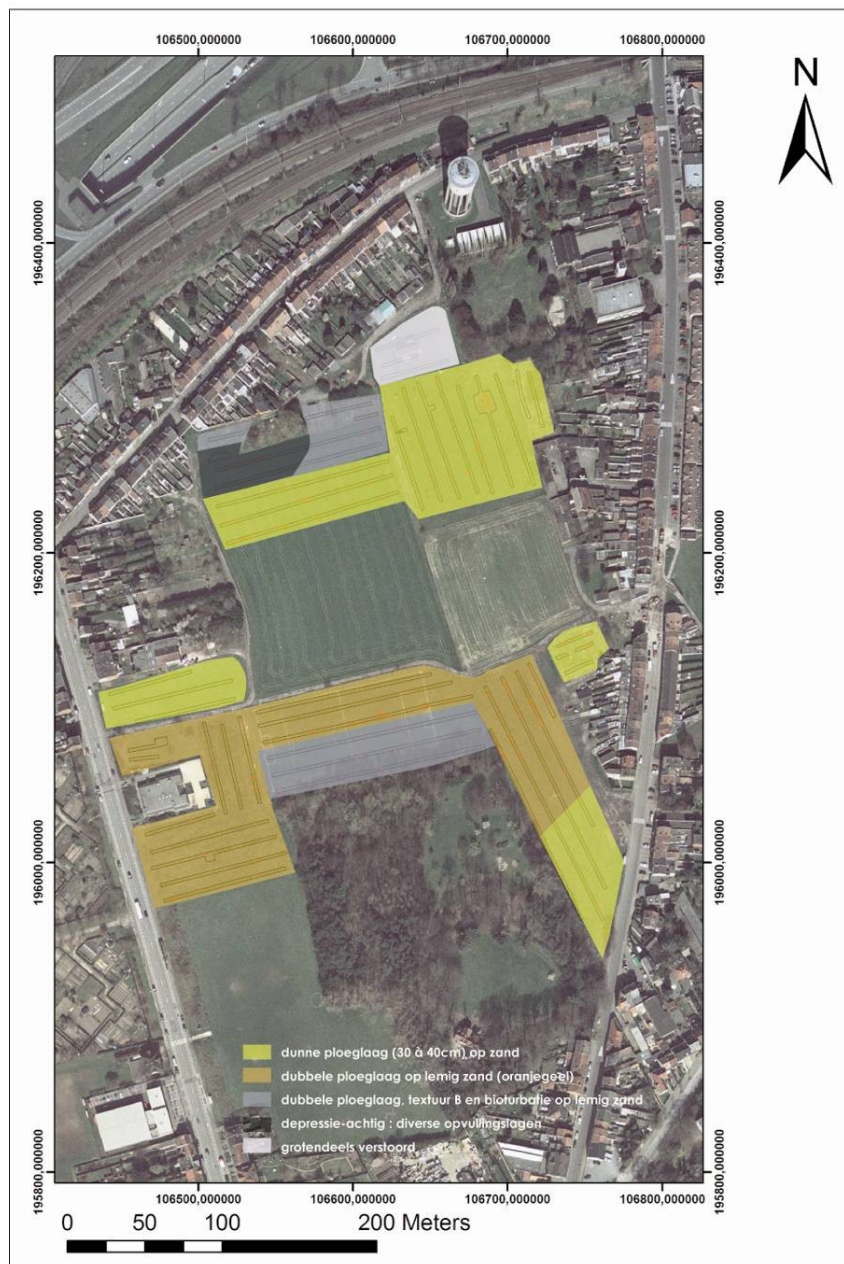 106500,000000 106600,000000 106700,000000 106800,000000
N
196400,000000 196400,000000
196200,000000 196200,000000
196000,000000 196000,000000
dunne ploeglaag (30 à 40cm) op zand
dubbele ploeglaag op lemig zand (oranjegeel)
dubbele ploeglaag, textuur B en bioturbatie op lemig zand
depressie-achtig : diverse opvullingslagen
grotendeels verstoord
195800,000000 195800,000000
106500,000000 106600,000000 106700,000000 106800,000000
0 50 100 200 Meters